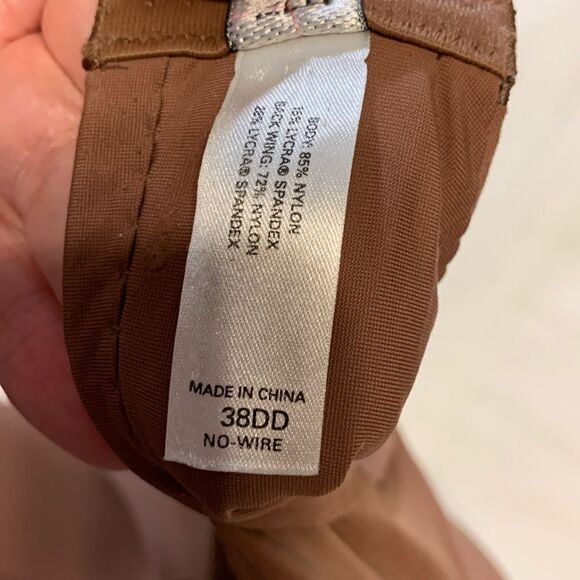 BODY: 85% NYLON
15% LYCRA® SPANDEX
BACK WING: 72% NYLON
28% LYCRA® SPANDEX
MADE IN CHINA
38DD
NO-WIRE